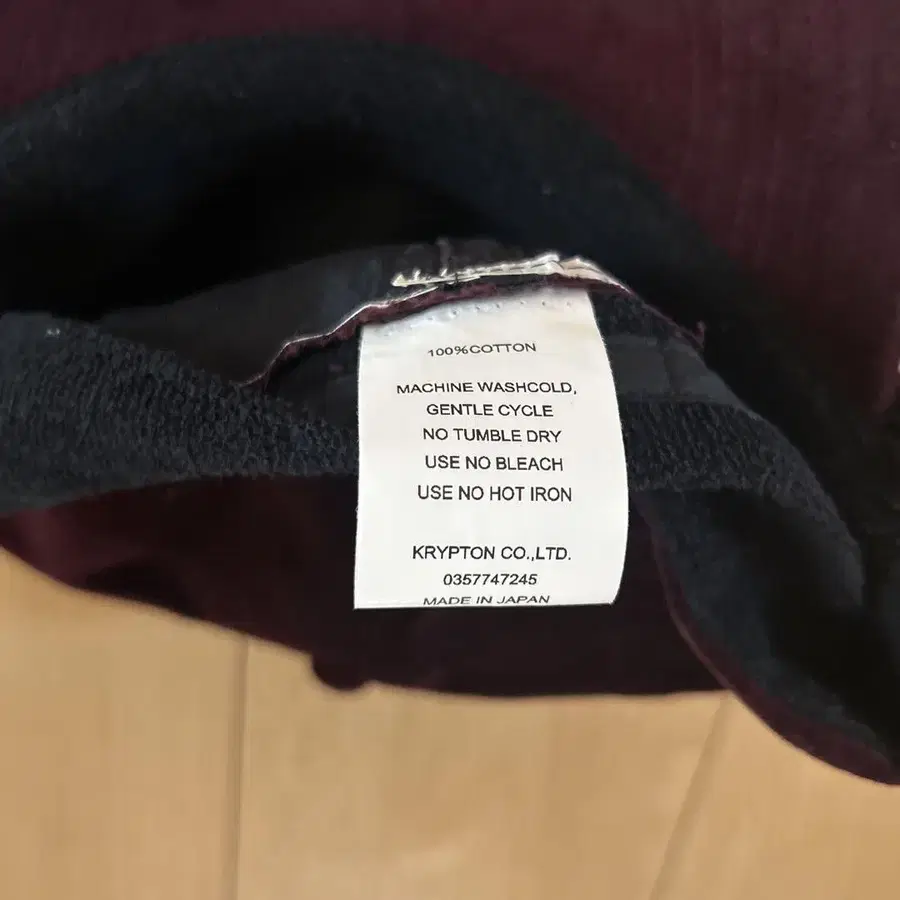 100%COTTON
MACHINE WASHCOLD,
GENTLE CYCLE
NO TUMBLE DRY
USE NO BLEACH
USE NO HOT IRON
KRYPTON CO.,LTD.
0357747245
MADE IN JAPAN